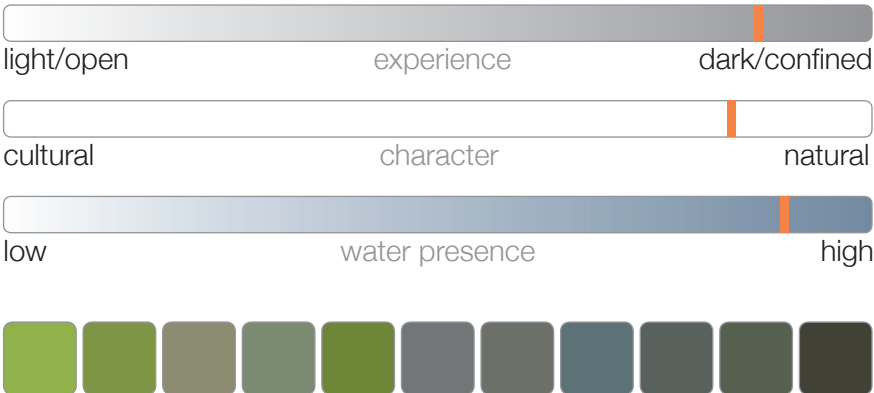 light/open experience dark/confined
cultural character natural
low water presence high